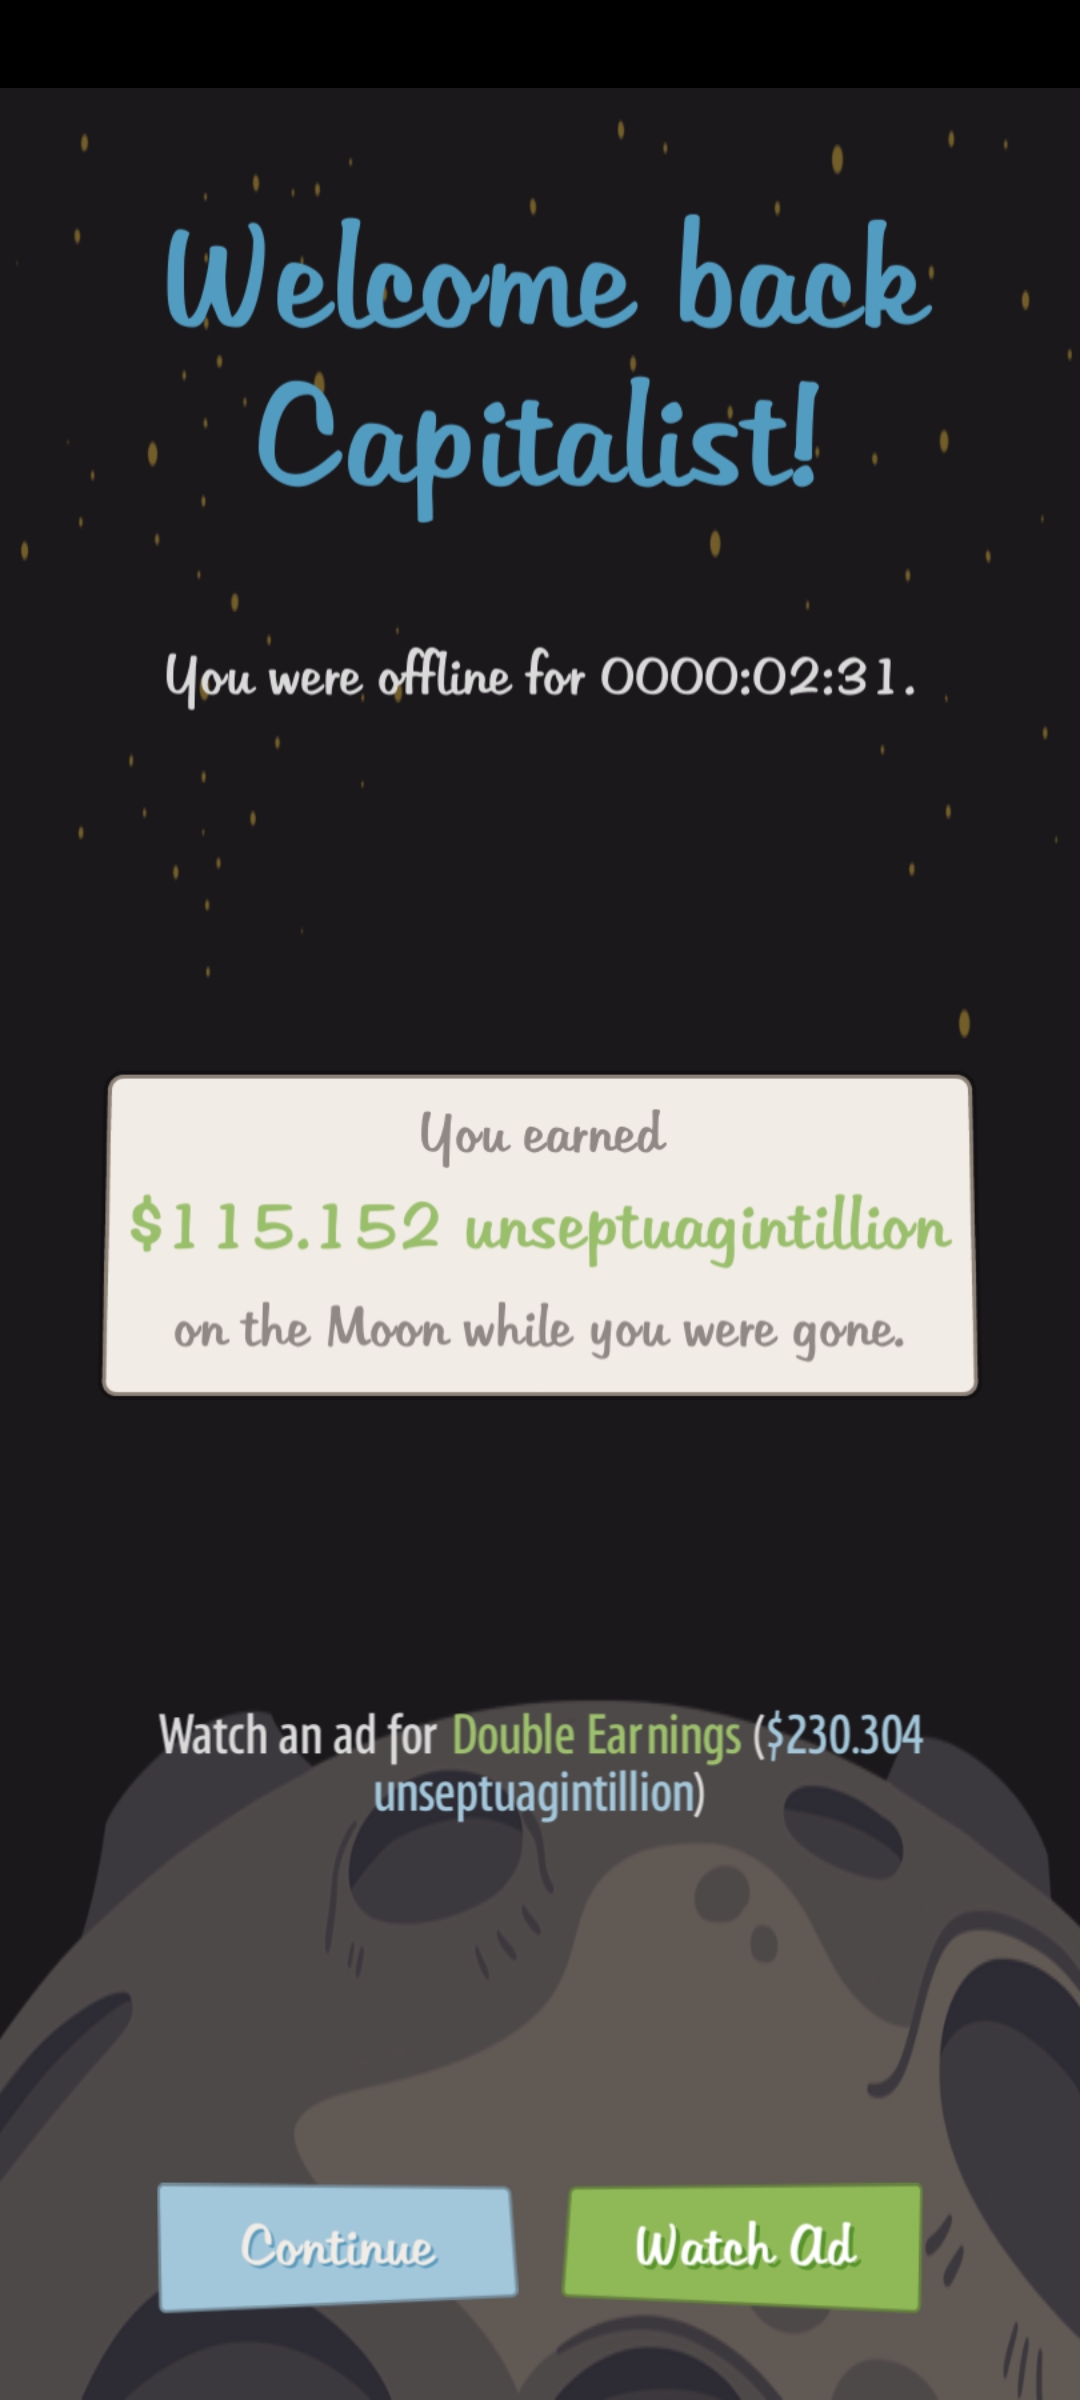 Welcome back
Capitalist!
You were offline for 0000:02:31.
You earned
$115.152 unseptuagintillion
on the Moon while you were gone.
Watch an ad for Double Earnings ($230.304
unseptuagintillion)
Continue
Watch Ad